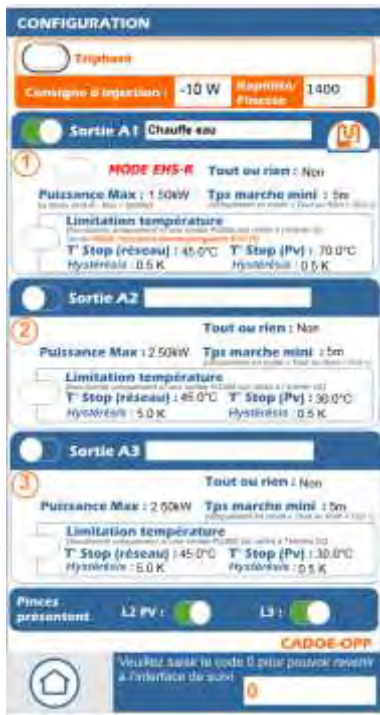 CONFIGURATION
Triphasé
Consigne d'injection : -10 W Rapidité/ Finesse 1400
Sortie A1 Chauffe eau
1
MODE EHS-R Tout ou rien : Non
Puissance Max : 1.50kW Tps marche mini : 5m
Limitation température
T° Stop (réseau) : 45.0°C T° Stop (Pv) : 70.0°C
Hystérésis : 0.5 K Hystérésis : 0.5 K
Sortie A2
2
Tout ou rien : Non
Puissance Max : 2.50kW Tps marche mini : 5m
Limitation température
T° Stop (réseau) : 45.0°C T° Stop (Pv) : 30.0°C
Hystérésis : 5.0 K Hystérésis : 0.5 K
Sortie A3
3
Tout ou rien : Non
Puissance Max : 2.50kW Tps marche mini : 5m
Limitation température
T° Stop (réseau) : 45.0°C T° Stop (Pv) : 30.0°C
Hystérésis : 5.0 K Hystérésis : 0.5 K
Pinces
présentent L2 PV : L3 :
CADOE-OPP
Veuillez saisir le code 0 pour pouvoir revenir
à l'interface de suivi
0